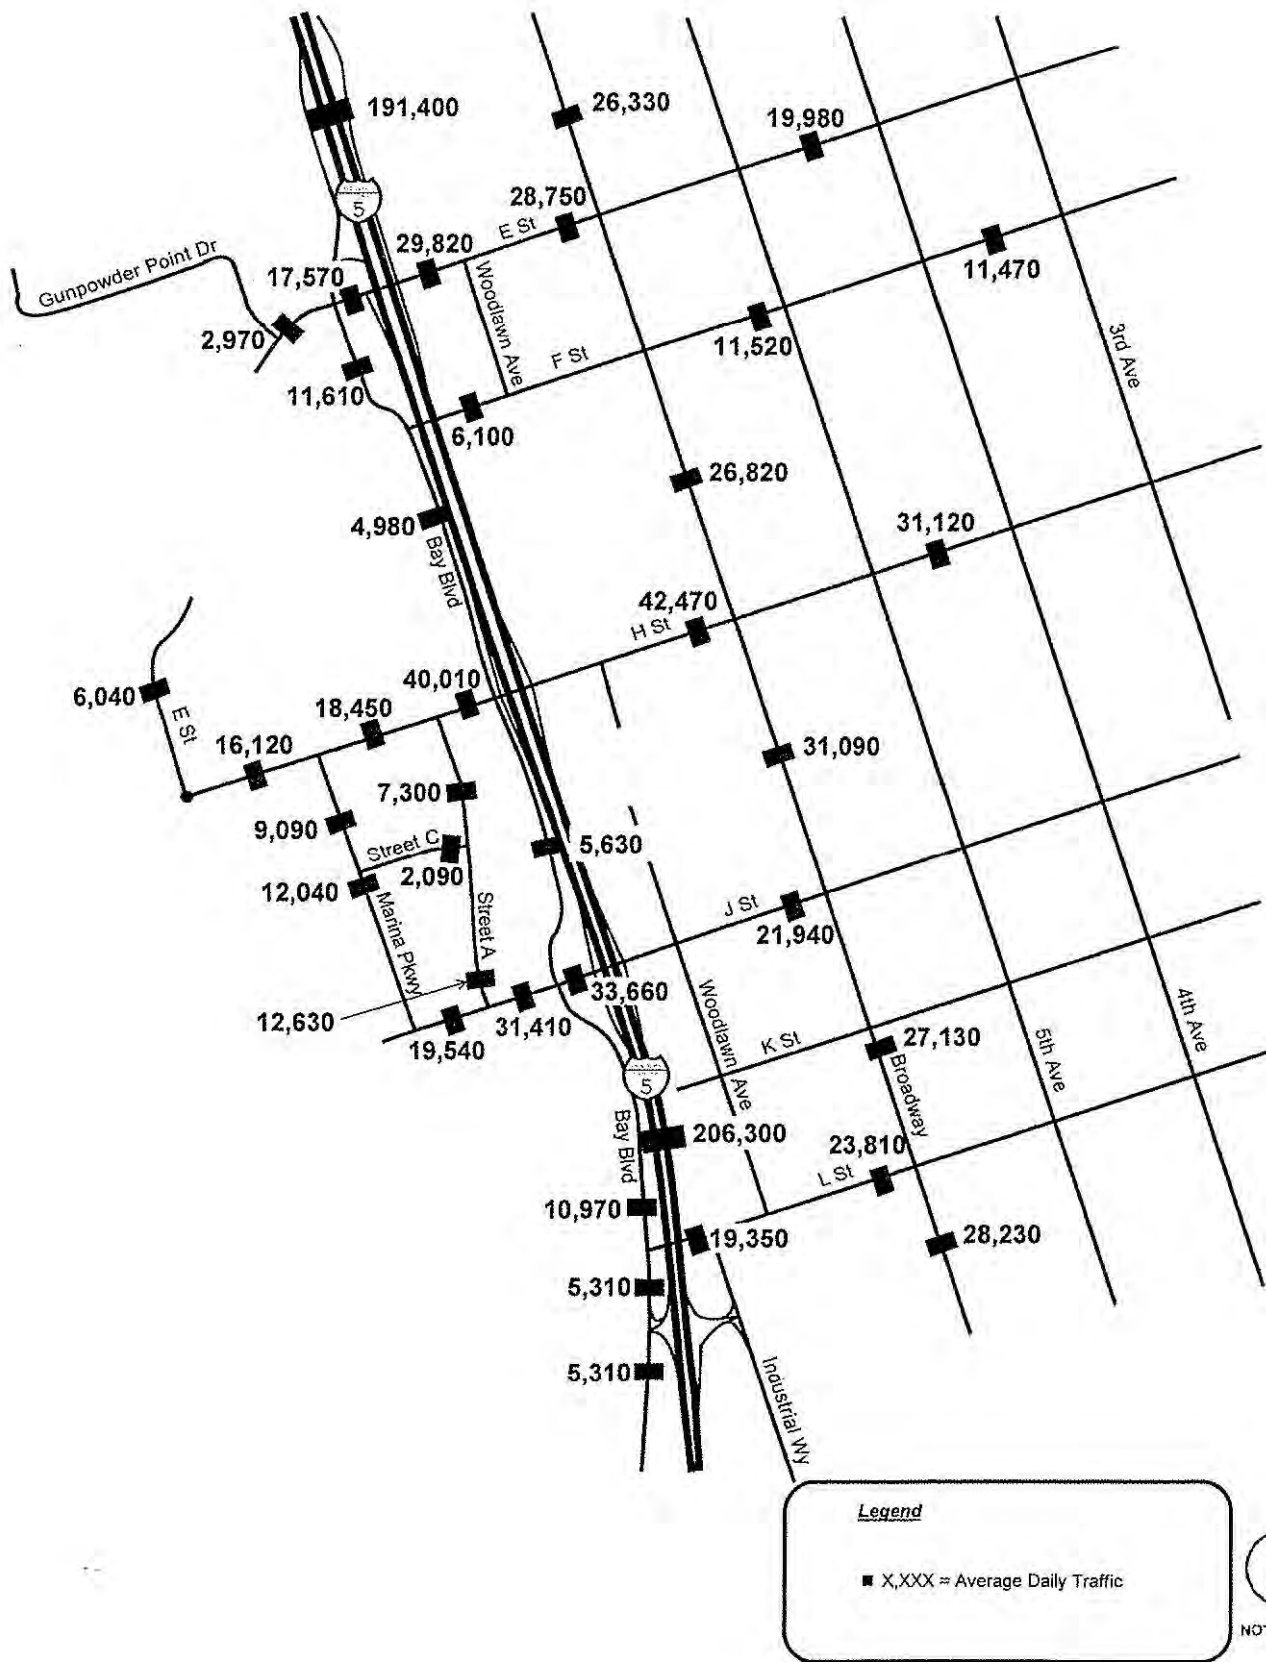 191,400
26,330
19,980
5
28,750
E St
29,820
Gunpowder Point Dr
17,570
Woodlawn Ave
11,470
2,970
11,520
3rd Ave
F St
11,610
6,100
26,820
4,980
31,120
Bay Blvd
42,470
H St
6,040
40,010
E St
18,450
16,120
31,090
7,300
9,090
Street C
5,630
2,090
12,040
Marina Pkwy
Street A
J St
21,940
33,660
12,630
31,410
19,540
Woodlawn Ave
4th Ave
K St
27,130
5th Ave
5
Broadway
Bay Blvd
206,300
23,810
L St
10,970
19,350
28,230
5,310
5,310
Industrial Wy
Legend
X,XXX = Average Daily Traffic